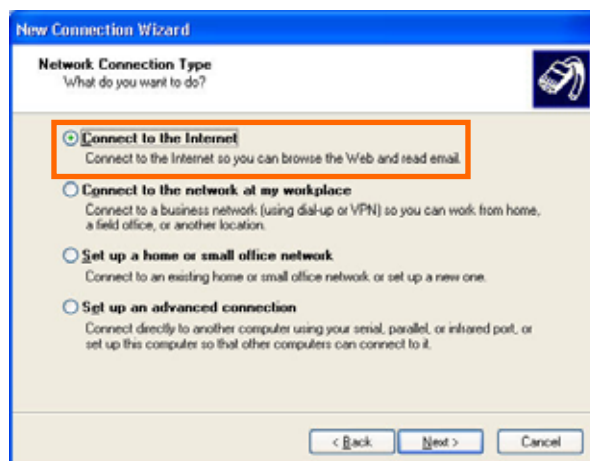 New Connection Wizard
Network Connection Type
What do you want to do?
Connect to the Internet
Connect to the Internet so you can browse the Web and read email.
Connect to the network at my workplace
Connect to a business network (using dial-up or VPN) so you can work from home,
a field office, or another location.
Set up a home or small office network
Connect to an existing home or small office network or set up a new one.
Set up an advanced connection
Connect directly to another computer using your serial, parallel, or infrared port, or
set up this computer so that other computers can connect to it.
< Back
Next >
Cancel